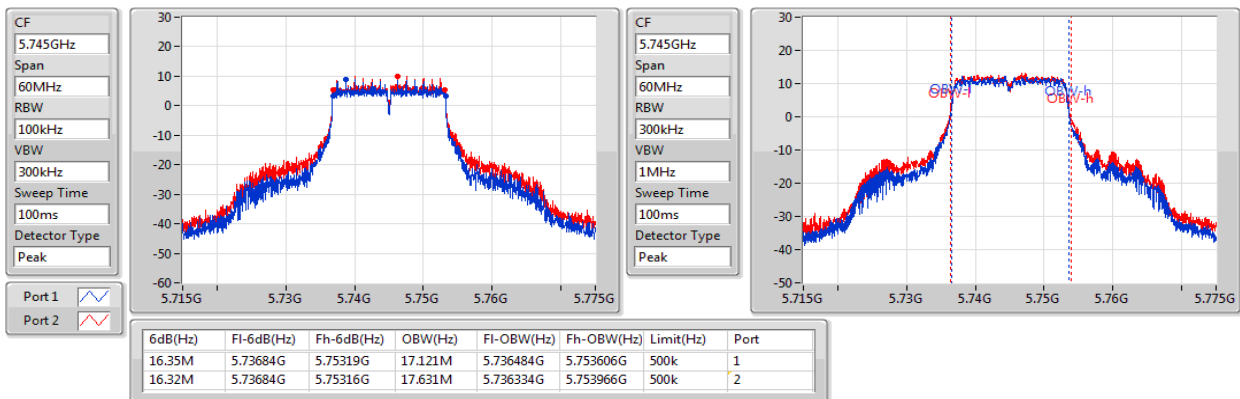 CF
5.745GHz
Span
60MHz
RBW
100kHz
VBW
300kHz
Sweep Time
100ms
Detector Type
Peak
Port 1
Port 2
30
20
10
0
-10
-20
-30
-40
-50
-60
5.715G 5.73G 5.74G 5.75G 5.76G 5.775G
CF
5.745GHz
Span
60MHz
RBW
300kHz
VBW
1MHz
Sweep Time
100ms
Detector Type
Peak
30
20
10
0
-10
-20
-30
-40
-50
OBW-l
OBW-l
OBW-h
OBW-h
5.715G 5.73G 5.74G 5.75G 5.76G 5.775G
6dB(Hz) Fl-6dB(Hz) Fh-6dB(Hz) OBW(Hz) Fl-OBW(Hz) Fh-OBW(Hz) Limit(Hz) Port
16.35M 5.73684G 5.75319G 17.121M 5.736484G 5.753606G 500k 1
16.32M 5.73684G 5.75316G 17.631M 5.736334G 5.753966G 500k 2